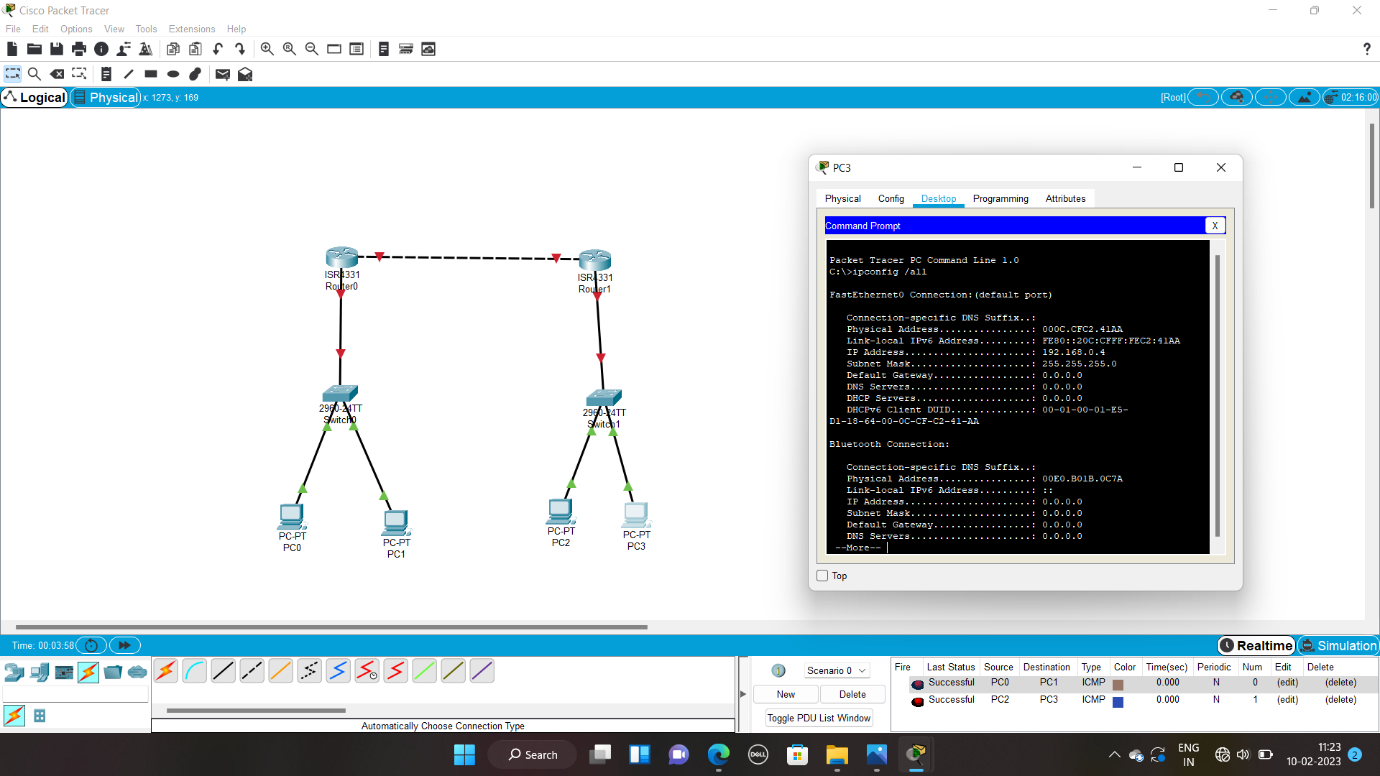 Cisco Packet Tracer
File Edit Options View Tools Extensions Help
?
Logical Physical x: 1273, y: 169 [Root] 02:16:00
PC3
Physical Config Desktop Programming Attributes
Command Prompt X
Packet Tracer PC Command Line 1.0
C:\>ipconfig /all
FastEthernet0 Connection:(default port)
Connection-specific DNS Suffix..:
Physical Address................: 000C.CFC2.41AA
Link-local IPv6 Address.........: FE80::20C:CFFF:FEC2:41AA
IP Address......................: 192.168.0.4
Subnet Mask.....................: 255.255.255.0
Default Gateway.................: 0.0.0.0
DNS Servers.....................: 0.0.0.0
DHCP Servers....................: 0.0.0.0
DHCPv6 Client DUID..............: 00-01-00-01-E5-
D1-18-64-00-0C-CF-C2-41-AA
Bluetooth Connection:
Connection-specific DNS Suffix..:
Physical Address................: 00E0.B01B.0C7A
Link-local IPv6 Address.........: ::
IP Address......................: 0.0.0.0
Subnet Mask.....................: 0.0.0.0
Default Gateway.................: 0.0.0.0
DNS Servers.....................: 0.0.0.0
--More--
Top
ISR4331
Router0
ISR4331
Router1
2960-24TT
Switch0
2960-24TT
Switch1
PC-PT
PC0
PC-PT
PC1
PC-PT
PC2
PC-PT
PC3
Time: 00:03:58 Realtime Simulation
Automatically Choose Connection Type
Scenario 0
New Delete
Toggle PDU List Window
Fire Last Status Source Destination Type Color Time(sec) Periodic Num Edit Delete
Successful PC0 PC1 ICMP 0.000 N 0 (edit) (delete)
Successful PC2 PC3 ICMP 0.000 N 1 (edit) (delete)
Search
DELL
ENG
IN
11:23
10-02-2023
2